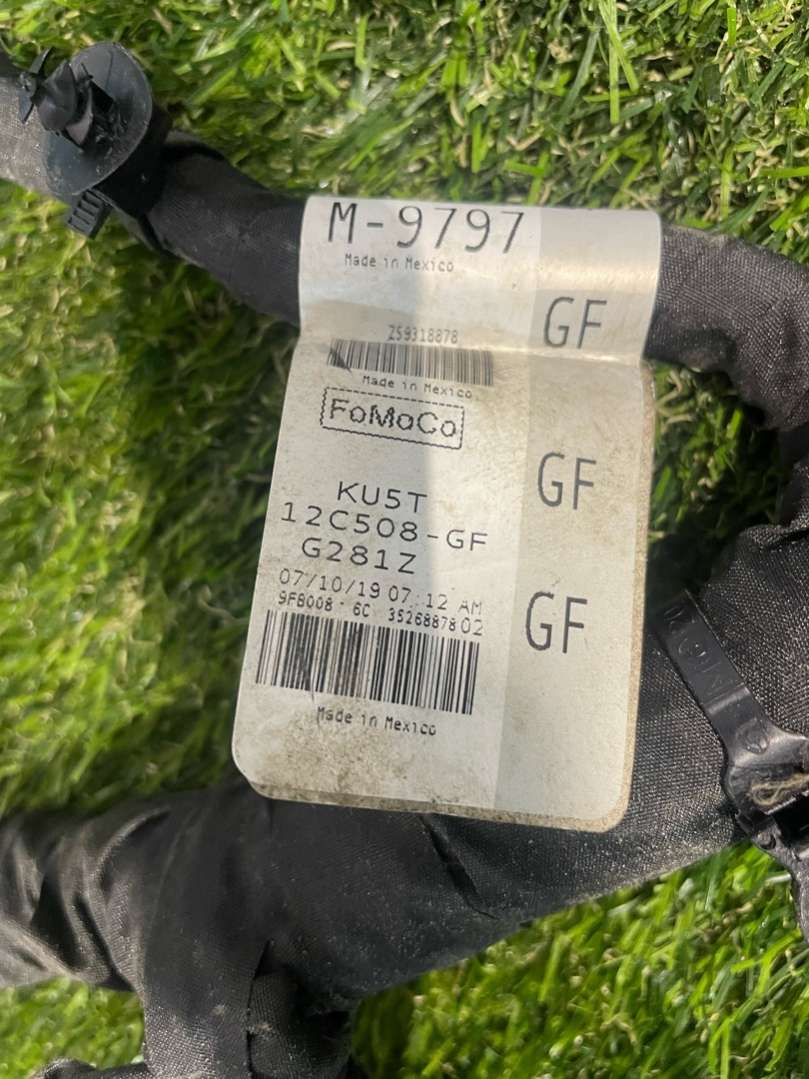 M-9797
Made in Mexico
GF
Z59318878
Made in Mexico
FoMoCo
GF
KU5T
12C508-GF
G281Z
07/10/19 07:12 AM
9F8008 6C 3526887802
GF
Made in Mexico